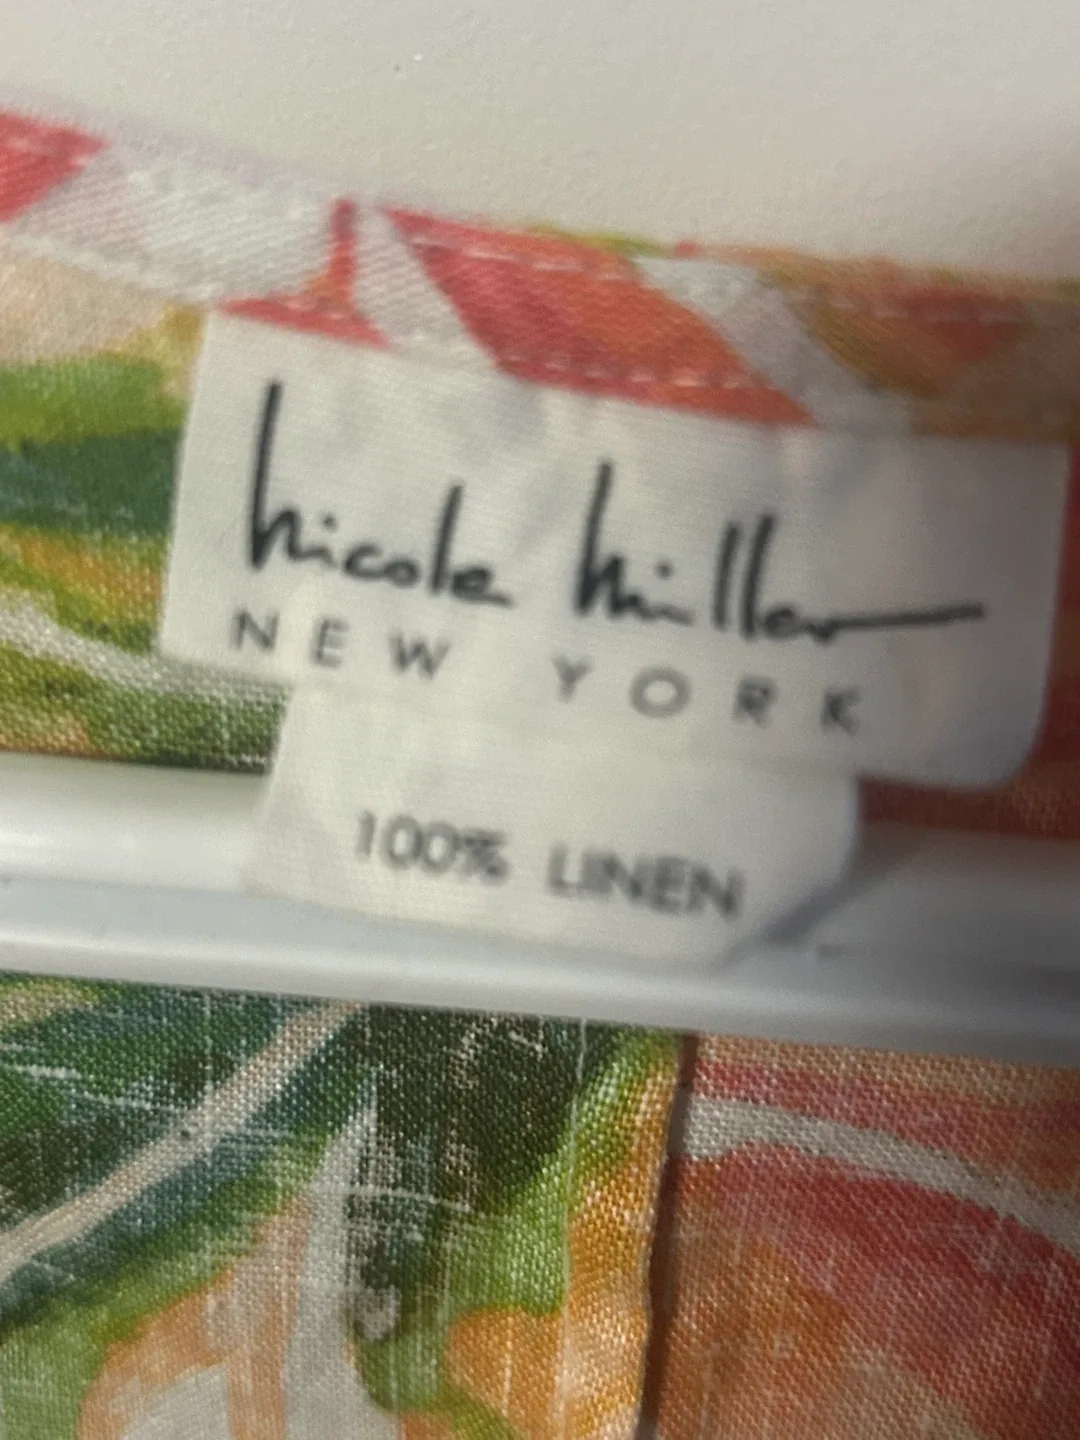 nicole miller
NEW YORK
100% LINEN